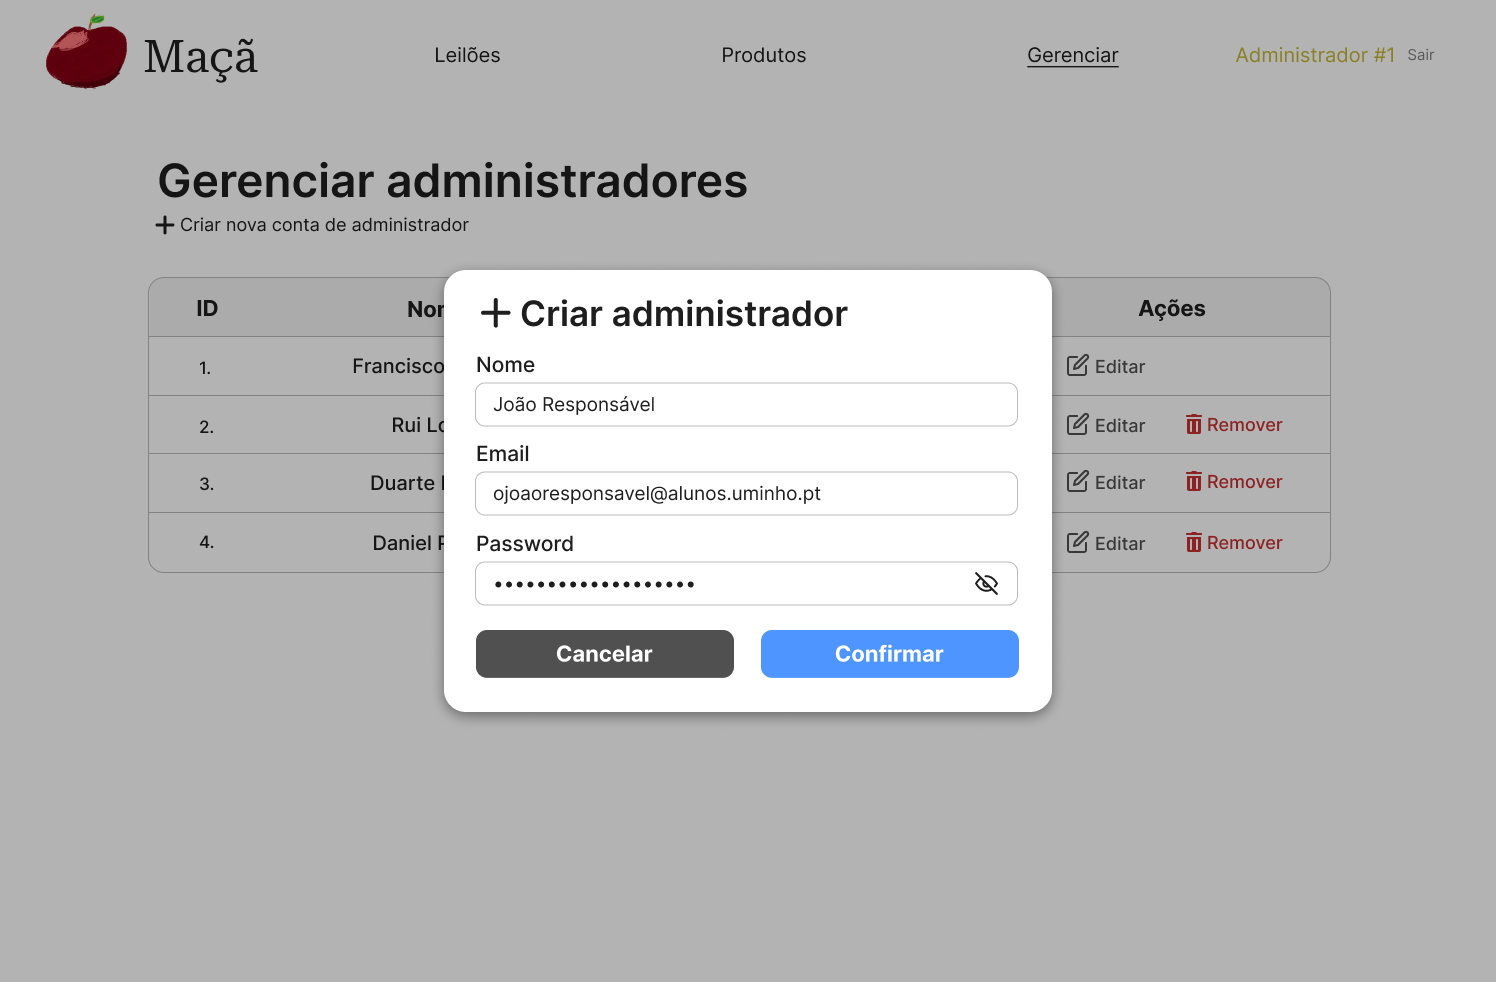 Maçã
Leilões
Produtos
Gerenciar
Administrador #1
Sair
Gerenciar administradores
Criar nova conta de administrador
ID
Ações
1.
Francisco
Editar
2.
Rui
Editar
Remover
3.
Duarte
Editar
Remover
4.
Daniel
Editar
Remover
Criar administrador
Nome
João Responsável
Email
ojoaoresponsavel@alunos.uminho.pt
Password
•••••••••••••••••••
Cancelar
Confirmar